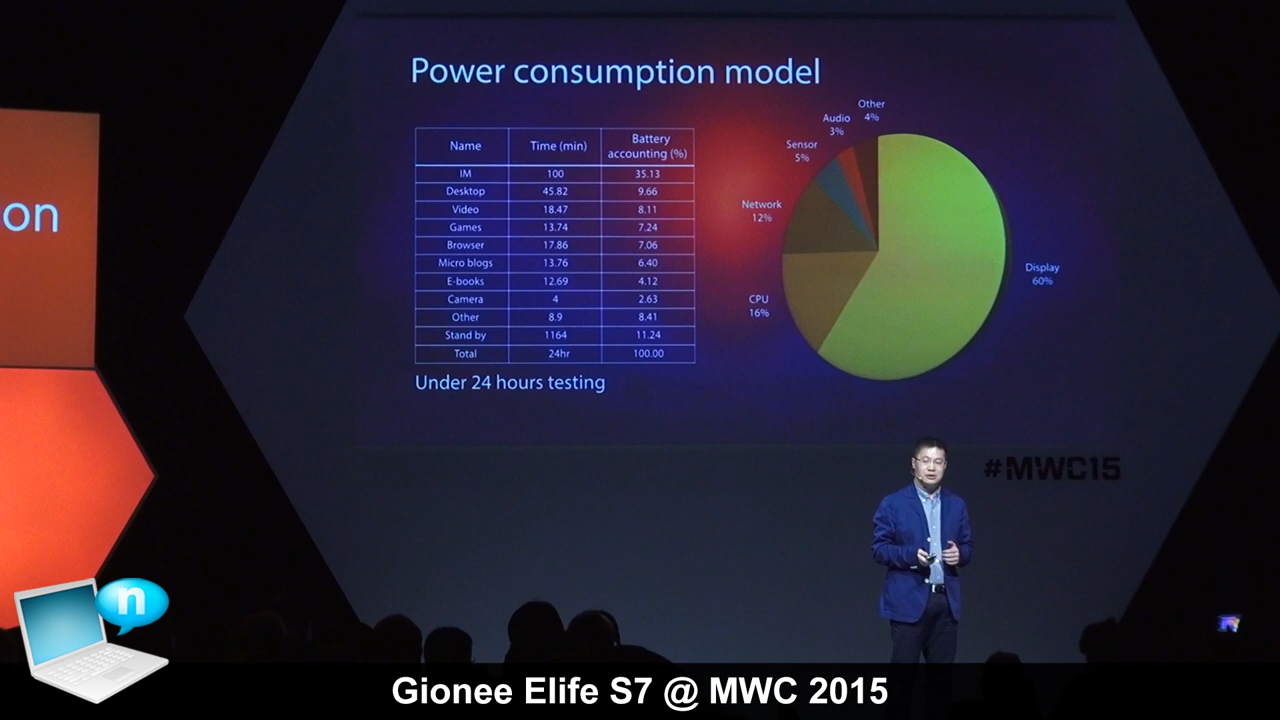 on
Power consumption model
Name Time (min) Battery accounting (%)
IM 100 35.13
Desktop 45.82 9.66
Video 18.47 8.11
Games 13.74 7.24
Browser 17.86 7.06
Micro blogs 13.76 6.40
E-books 12.69 4.12
Camera 4 2.63
Other 8.9 8.41
Stand by 1164 11.24
Total 24hr 100.00
Under 24 hours testing
Other
4%
Audio
3%
Sensor
5%
Network
12%
CPU
16%
Display
60%
#MWC15
n
Gionee Elife S7 @ MWC 2015